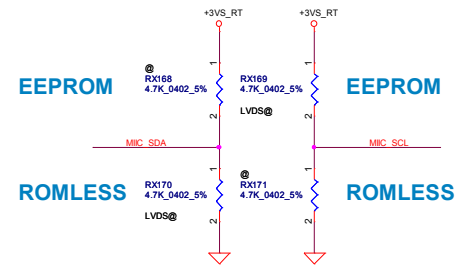 +3VS_RT +3VS_RT
@
EEPROM RX168 RX169 EEPROM
4.7K_0402_5% 4.7K_0402_5%
1 1
2 2
LVDS@
MIIC_SDA MIIC_SCL
@
ROMLESS RX170 RX171 ROMLESS
4.7K_0402_5% 4.7K_0402_5%
1 1
2 2
LVDS@